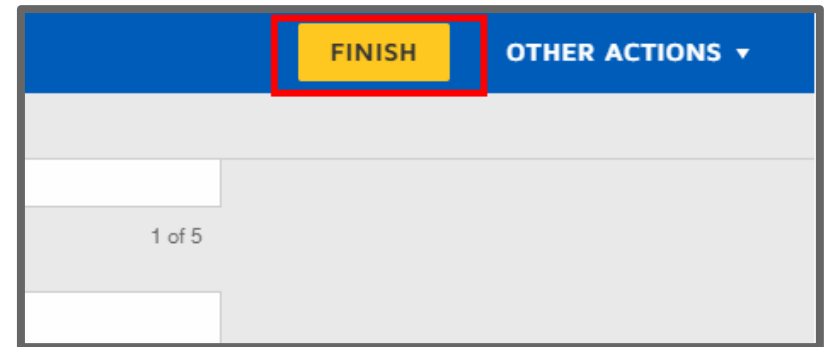 FINISH OTHER ACTIONS ▼
1 of 5